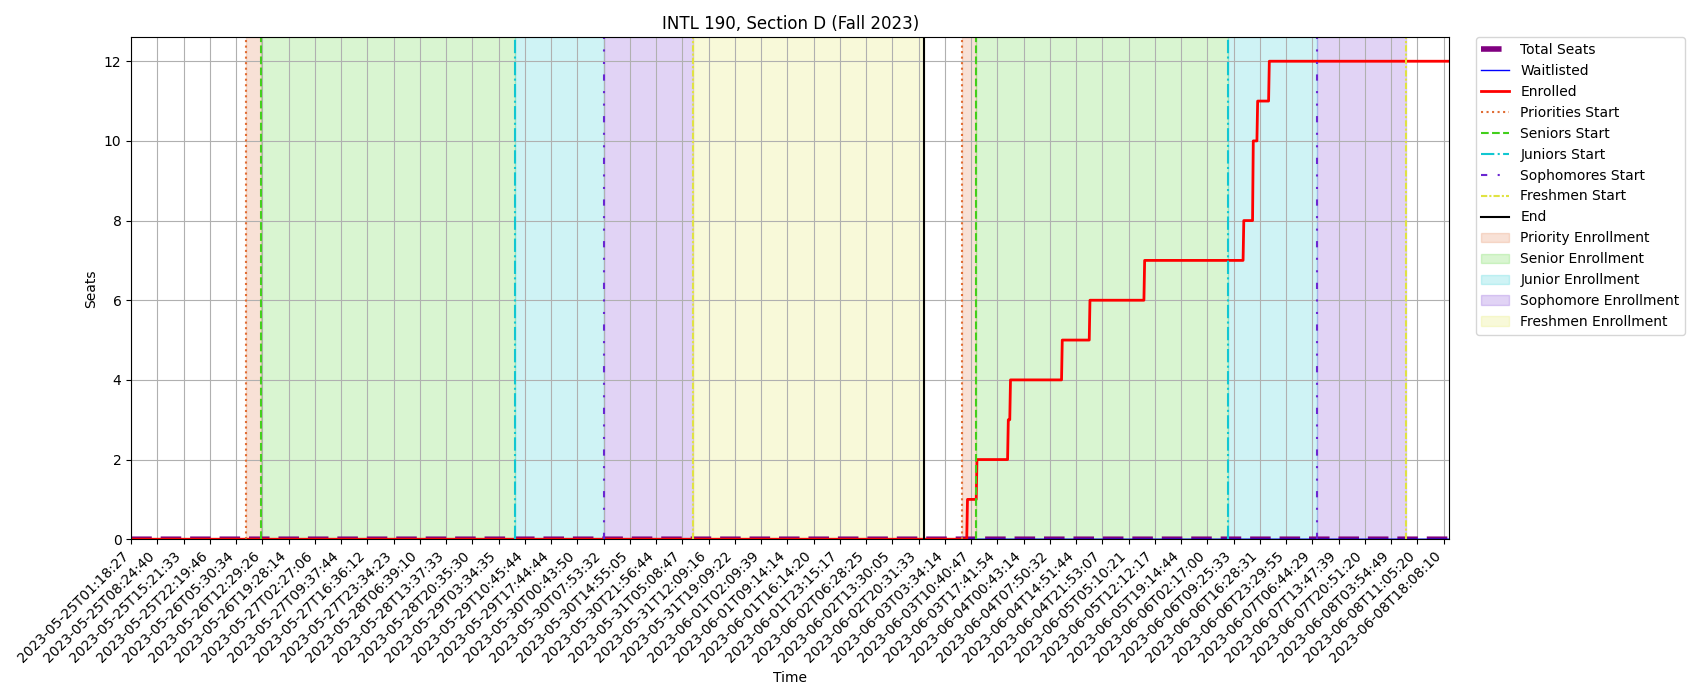 INTL 190, Section D (Fall 2023)
Seats
12
10
8
6
4
2
0
2023-05-25T01:18:27
2023-05-25T08:24:40
2023-05-25T15:21:33
2023-05-25T22:19:46
2023-05-26T05:30:34
2023-05-26T12:29:26
2023-05-26T19:28:14
2023-05-27T02:27:06
2023-05-27T09:37:44
2023-05-27T16:36:12
2023-05-27T23:34:23
2023-05-28T06:39:10
2023-05-28T13:37:33
2023-05-28T20:35:30
2023-05-29T03:34:35
2023-05-29T10:45:44
2023-05-29T17:44:44
2023-05-30T00:43:50
2023-05-30T07:53:32
2023-05-30T14:55:05
2023-05-30T21:56:44
2023-05-31T05:08:47
2023-05-31T12:09:16
2023-05-31T19:09:22
2023-06-01T02:09:39
2023-06-01T09:14:14
2023-06-01T16:14:20
2023-06-01T23:15:17
2023-06-02T06:28:25
2023-06-02T13:30:05
2023-06-02T20:31:33
2023-06-03T03:34:14
2023-06-03T10:40:47
2023-06-03T17:41:54
2023-06-04T00:43:14
2023-06-04T07:50:32
2023-06-04T14:51:44
2023-06-04T21:53:07
2023-06-05T05:10:21
2023-06-05T12:12:17
2023-06-05T19:14:44
2023-06-06T02:17:00
2023-06-06T09:25:33
2023-06-06T16:28:31
2023-06-06T23:29:55
2023-06-07T06:44:29
2023-06-07T13:47:39
2023-06-07T20:51:20
2023-06-08T03:54:49
2023-06-08T11:05:20
2023-06-08T18:08:10
Time
Total Seats
Waitlisted
Enrolled
Priorities Start
Seniors Start
Juniors Start
Sophomores Start
Freshmen Start
End
Priority Enrollment
Senior Enrollment
Junior Enrollment
Sophomore Enrollment
Freshmen Enrollment